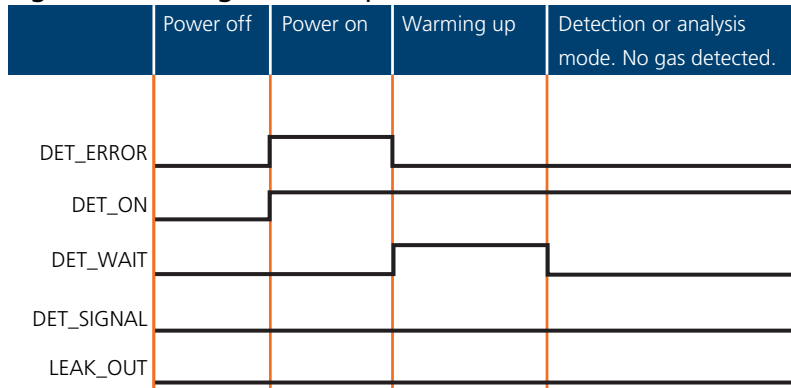 Power off Power on Warming up Detection or analysis
mode. No gas detected.
DET_ERROR
DET_ON
DET_WAIT
DET_SIGNAL
LEAK_OUT